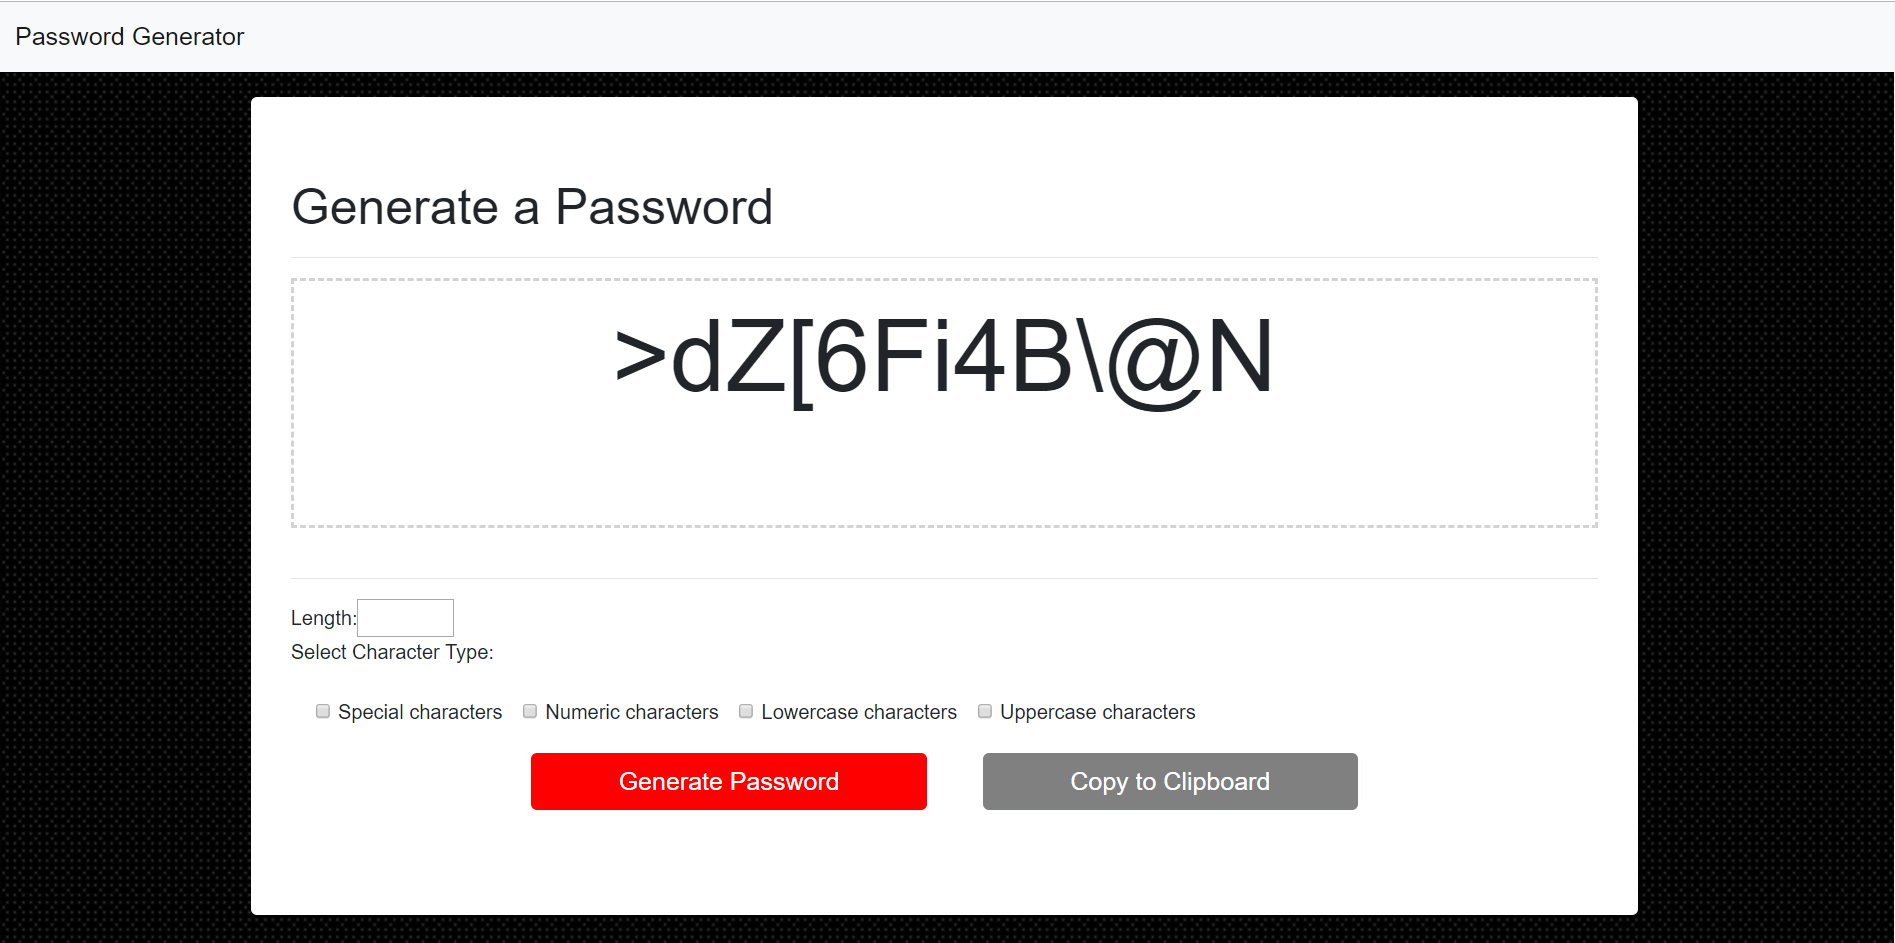 Password Generator
Generate a Password
>dZ[6Fi4B\@N
Length:
Select Character Type:
Special characters Numeric characters Lowercase characters Uppercase characters
Generate Password Copy to Clipboard